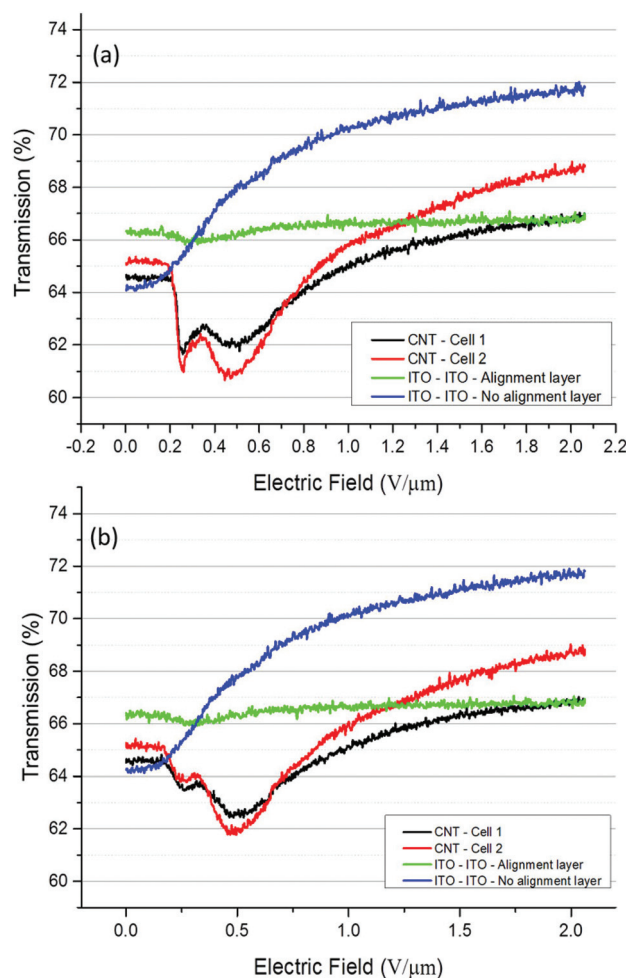 74
(a)
72
70
68
66
64
62
60
Transmission (%)
CNT - Cell 1
CNT - Cell 2
ITO - ITO - Alignment layer
ITO - ITO - No alignment layer
-0.2 0.0 0.2 0.4 0.6 0.8 1.0 1.2 1.4 1.6 1.8 2.0 2.2
Electric Field (V/μm)
74
(b)
72
70
68
66
64
62
60
Transmission (%)
CNT - Cell 1
CNT - Cell 2
ITO - ITO - Alignment layer
ITO - ITO - No alignment layer
0.0 0.5 1.0 1.5 2.0
Electric Field (V/μm)